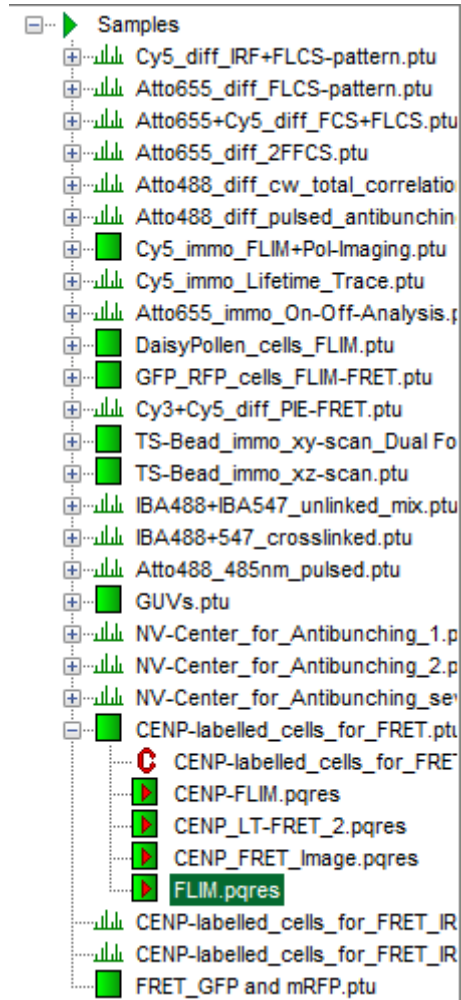 Samples
Cy5_diff_IRF+FLCS-pattern.ptu
Atto655_diff_FLCS-pattern.ptu
Atto655+Cy5_diff_FCS+FLCS.ptu
Atto655_diff_2FFCS.ptu
Atto488_diff_cw_total_correlatio
Atto488_diff_pulsed_antibunchin
Cy5_immo_FLIM+Pol-Imaging.ptu
Cy5_immo_Lifetime_Trace.ptu
Atto655_immo_On-Off-Analysis.p
DaisyPollen_cells_FLIM.ptu
GFP_RFP_cells_FLIM-FRET.ptu
Cy3+Cy5_diff_PIE-FRET.ptu
TS-Bead_immo_xy-scan_Dual Fo
TS-Bead_immo_xz-scan.ptu
IBA488+IBA547_unlinked_mix.ptu
IBA488+547_crosslinked.ptu
Atto488_485nm_pulsed.ptu
GUVs.ptu
NV-Center_for_Antibunching_1.p
NV-Center_for_Antibunching_2.p
NV-Center_for_Antibunching_sev
CENP-labelled_cells_for_FRET.ptu
C CENP-labelled_cells_for_FRE
CENP-FLIM.pqres
CENP_LT-FRET_2.pqres
CENP_FRET_Image.pqres
FLIM.pqres
CENP-labelled_cells_for_FRET_IR
CENP-labelled_cells_for_FRET_IR
FRET_GFP and mRFP.ptu